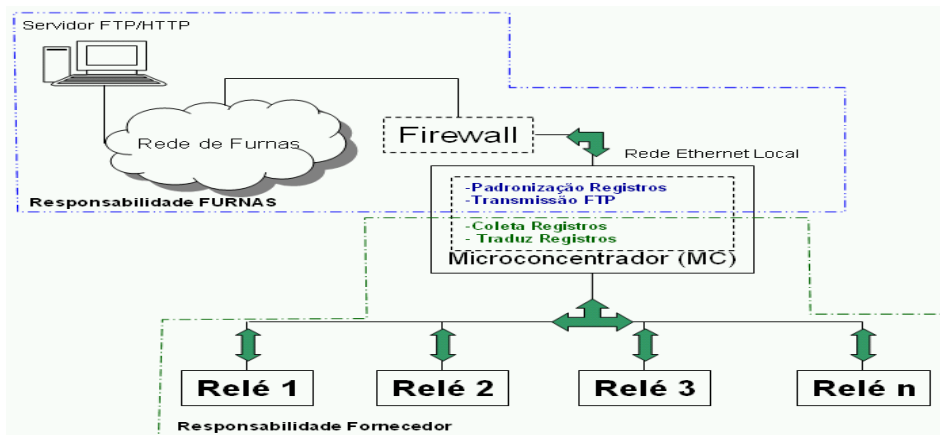 Servidor FTP/HTTP
Rede de Furnas
Firewall
Rede Ethernet Local
-Padronização Registros
-Transmissão FTP
Responsabilidade FURNAS
-Coleta Registros
- Traduz Registros
Microconcentrador (MC)
Relé 1
Relé 2
Relé 3
Relé n
Responsabilidade Fornecedor